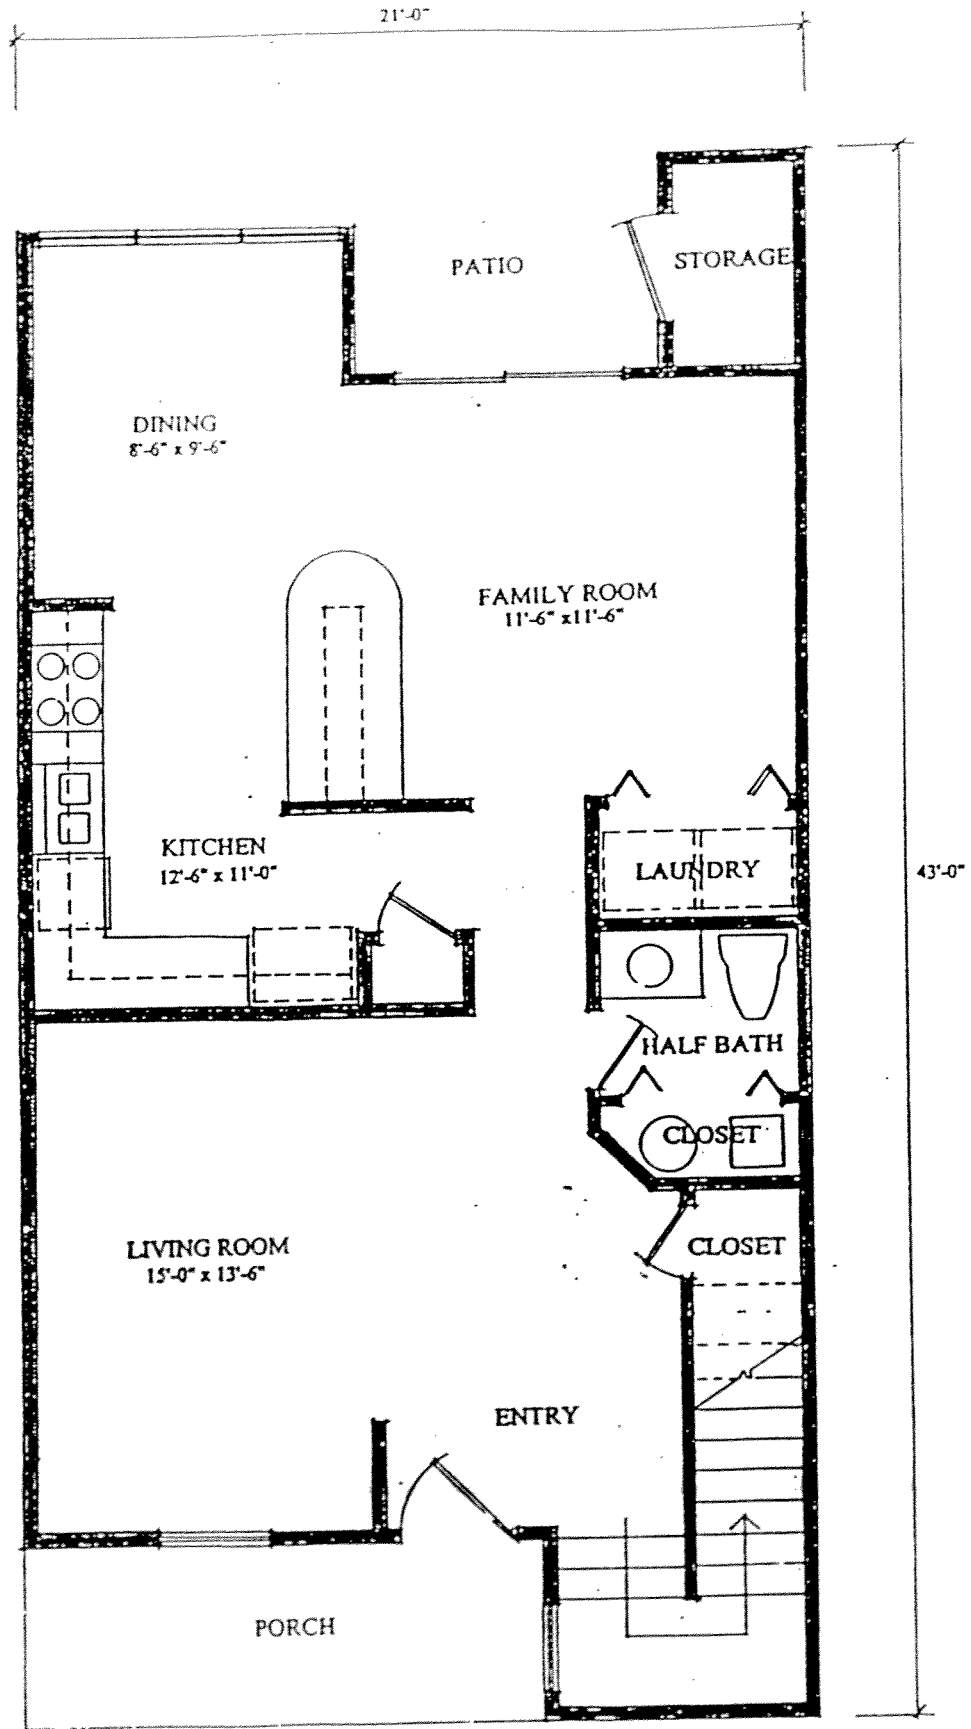 21'-0"
PATIO
STORAGE
DINING
8'-6" x 9'-6"
FAMILY ROOM
11'-6" x11'-6"
KITCHEN
12'-6" x 11'-0"
LAUNDRY
43'-0"
HALF BATH
CLOSET
LIVING ROOM
15'-0" x 13'-6"
CLOSET
ENTRY
PORCH